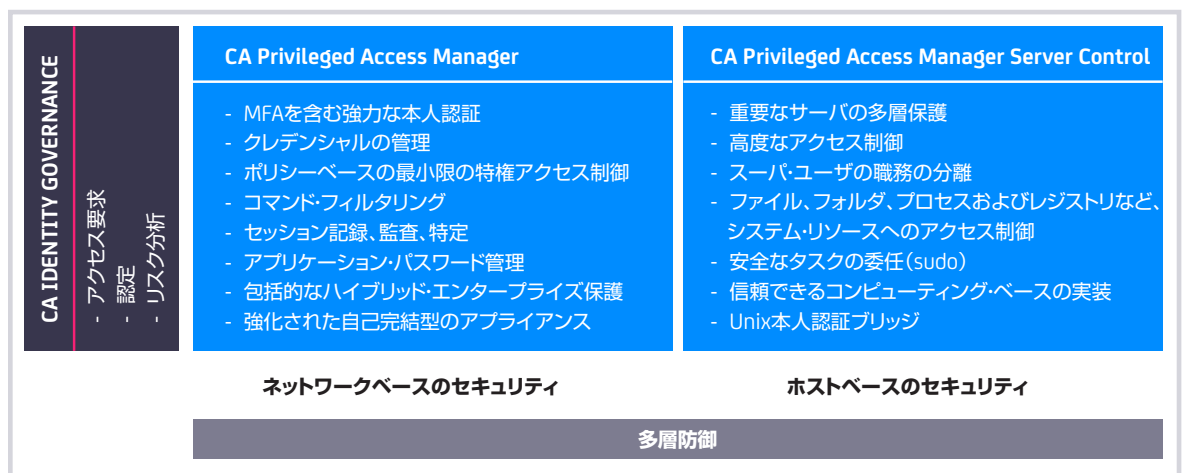 CA IDENTITY GOVERNANCE
- アクセス要求
- 認定
- リスク分析
CA Privileged Access Manager
- MFAを含む強力な本人認証
- クレデンシャルの管理
- ポリシーベースの最小限の特権アクセス制御
- コマンド・フィルタリング
- セッション記録、監査、特定
- アプリケーション・パスワード管理
- 包括的なハイブリッド・エンタープライズ保護
- 強化された自己完結型のアプライアンス
CA Privileged Access Manager Server Control
- 重要なサーバの多層保護
- 高度なアクセス制御
- スーパ・ユーザの職務の分離
- ファイル、フォルダ、プロセスおよびレジストリなど、
システム・リソースへのアクセス制御
- 安全なタスクの委任（sudo）
- 信頼できるコンピューティング・ベースの実装
- Unix本人認証ブリッジ
ネットワークベースのセキュリティ
ホストベースのセキュリティ
多層防御